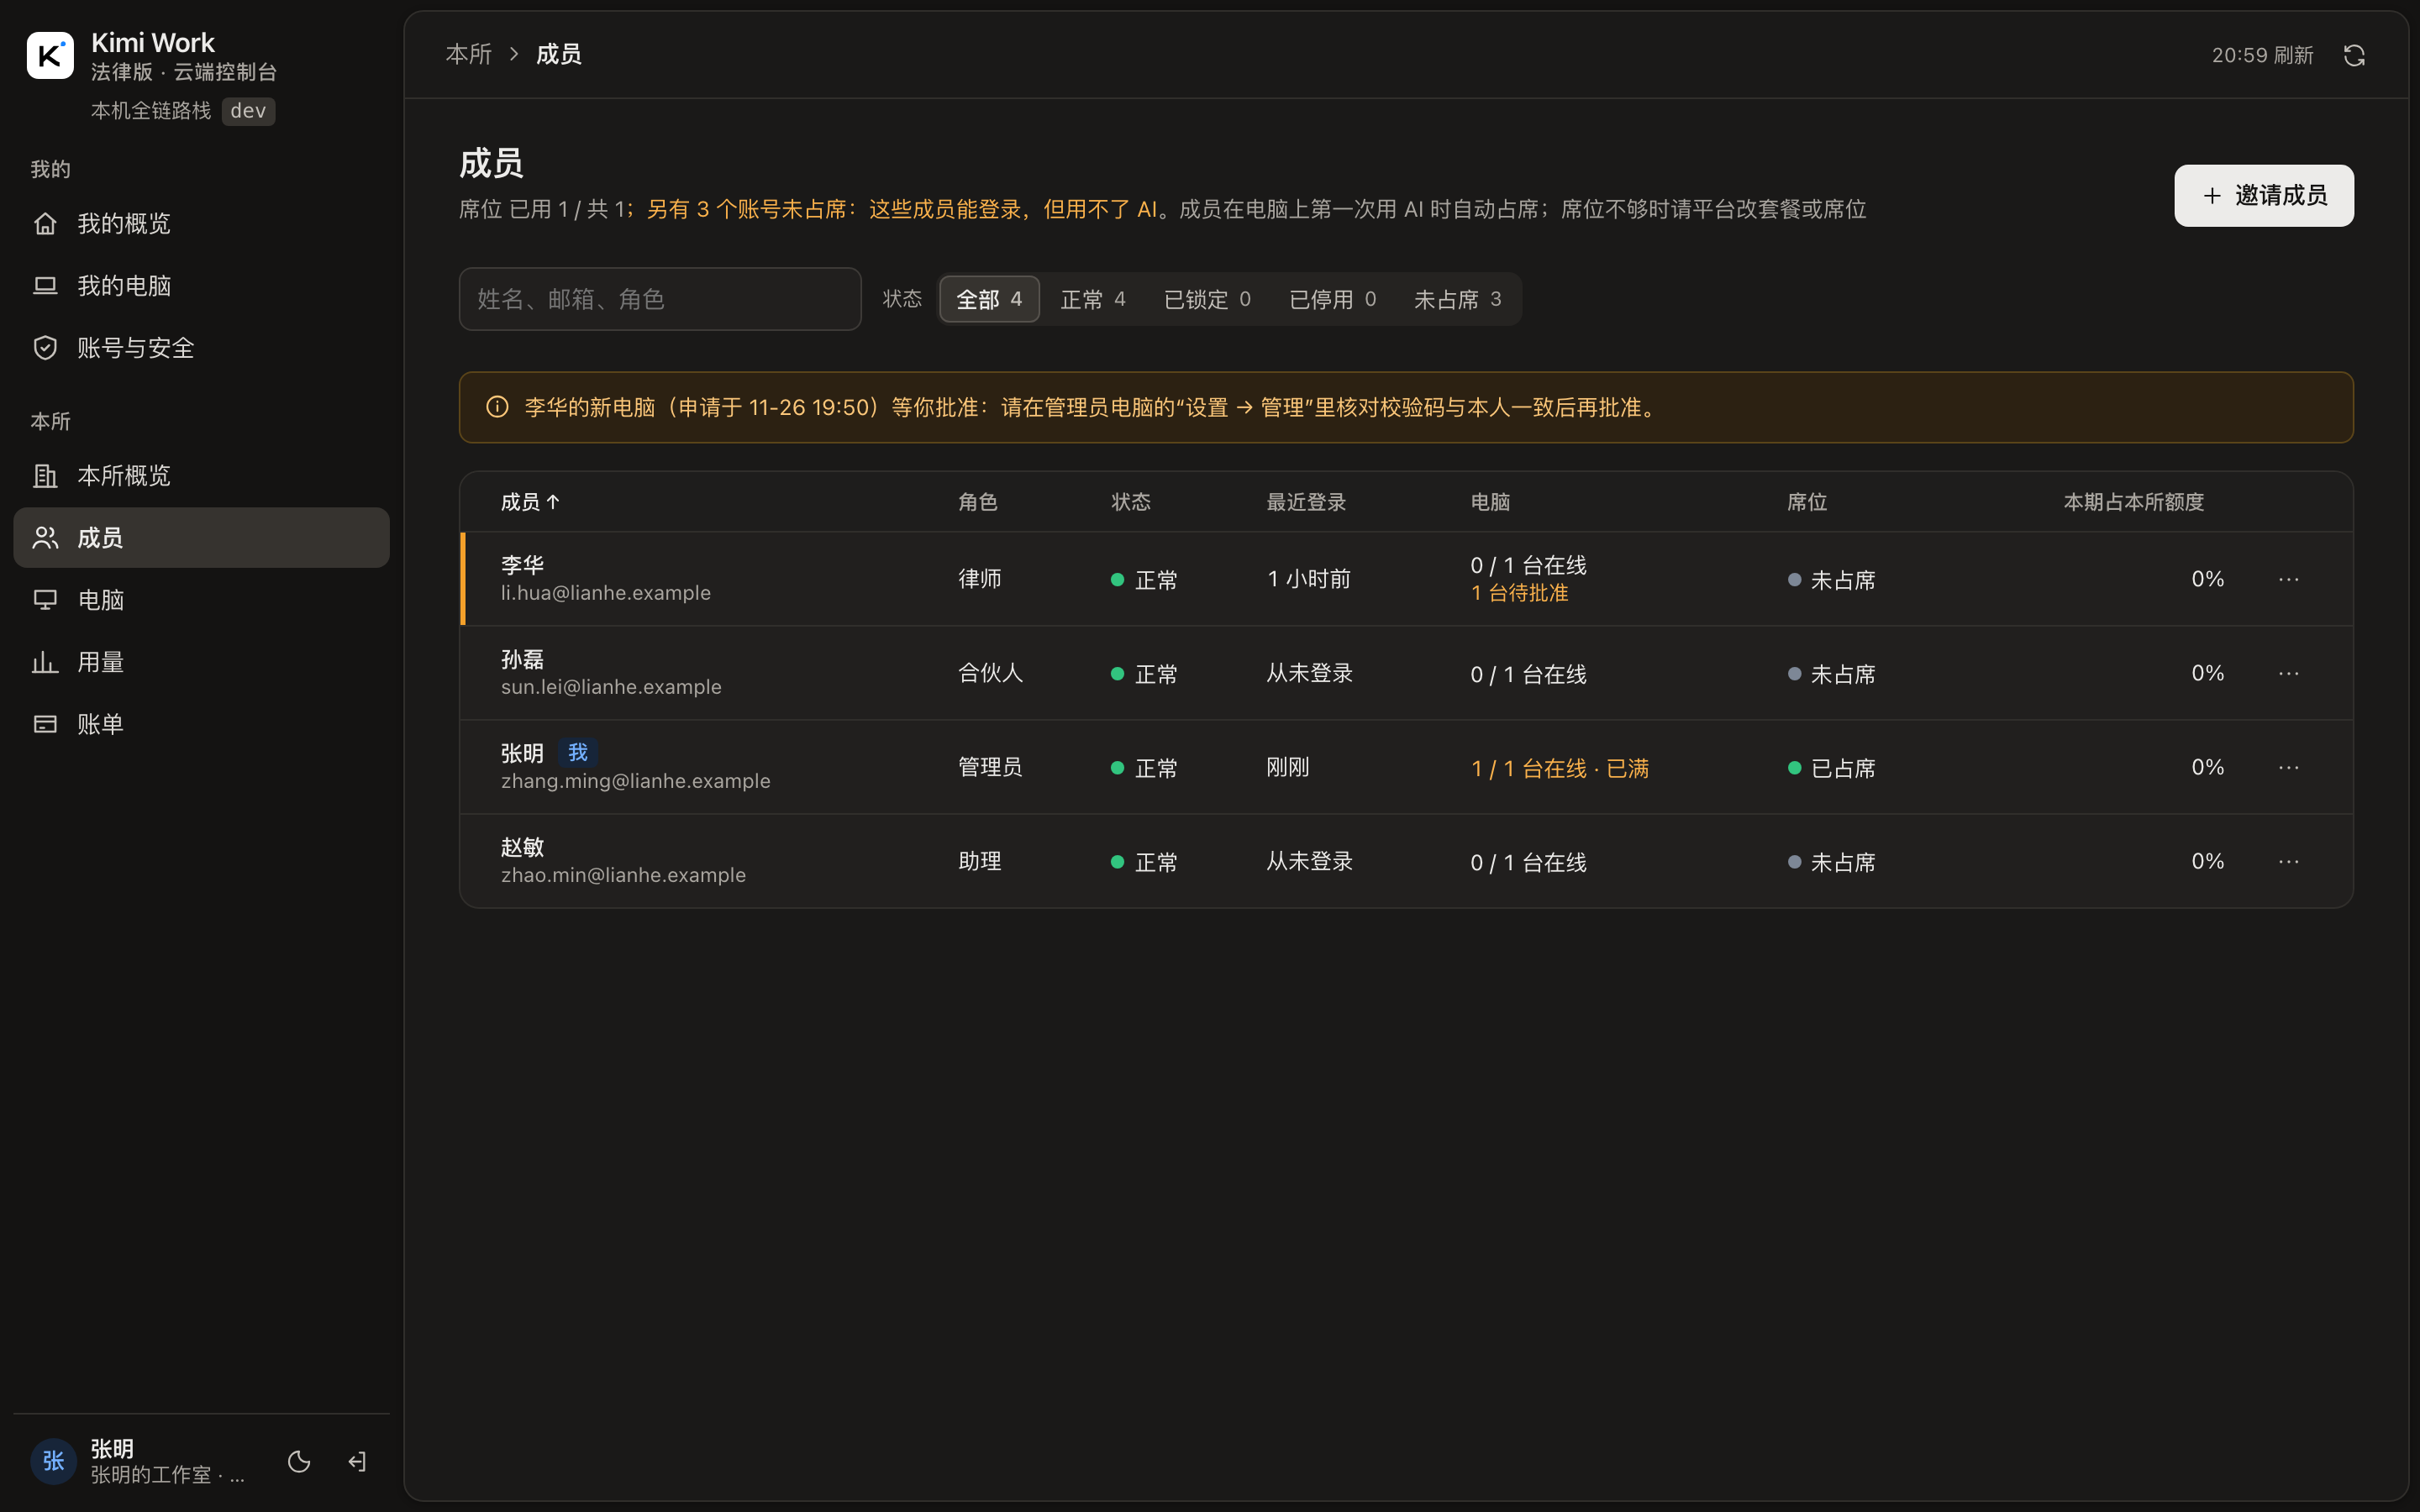 Kimi Work
法律版 · 云端控制台
本机全链路栈 dev
我的
我的概览
我的电脑
账号与安全
本所
本所概览
成员
电脑
用量
账单
张
张明
张明的工作室 · ...
本所 > 成员
20:59 刷新
成员
席位 已用 1 / 共 1；另有 3 个账号未占席：这些成员能登录，但用不了 AI。成员在电脑上第一次用 AI 时自动占席；席位不够时请平台改套餐或席位
+ 邀请成员
姓名、邮箱、角色
状态 全部 4 正常 4 已锁定 0 已停用 0 未占席 3
李华的新电脑（申请于 11-26 19:50）等你批准：请在管理员电脑的“设置 → 管理”里核对校验码与本人一致后再批准。
成员 ↑ 角色 状态 最近登录 电脑 席位 本期占本所额度
李华
li.hua@lianhe.example
律师 正常 1 小时前
0 / 1 台在线
1 台待批准
未占席 0% ···
孙磊
sun.lei@lianhe.example
合伙人 正常 从未登录 0 / 1 台在线 未占席 0% ···
张明 我
zhang.ming@lianhe.example
管理员 正常 刚刚 1 / 1 台在线 · 已满 已占席 0% ···
赵敏
zhao.min@lianhe.example
助理 正常 从未登录 0 / 1 台在线 未占席 0% ···